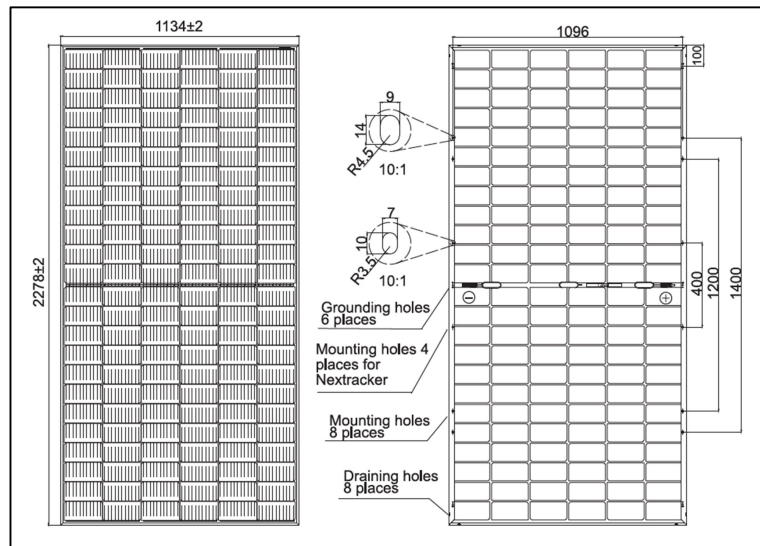 1134±2
2278±2
1096
100
9
14
R4.5
10:1
7
10
R3.5
10:1
400
1200
1400
Grounding holes
6 places
Mounting holes 4
places for
Nextracker
Mounting holes
8 places
Draining holes
8 places